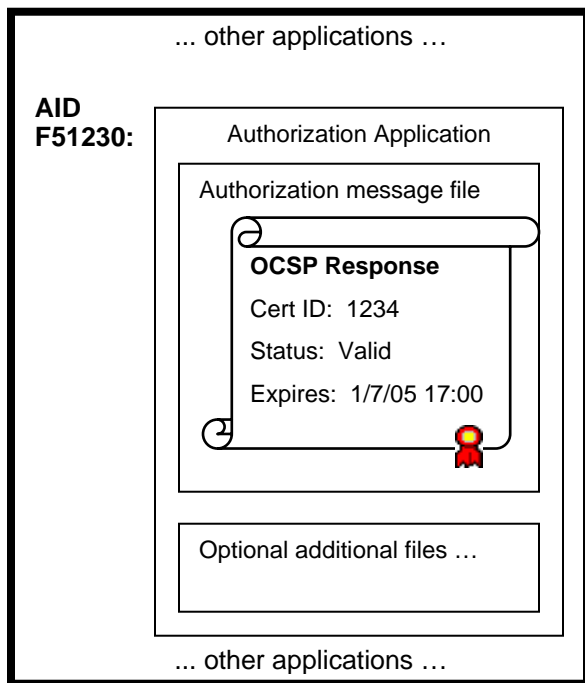 ... other applications …
AID
F51230:
Authorization Application
Authorization message file
OCSP Response
Cert ID: 1234
Status: Valid
Expires: 1/7/05 17:00
Optional additional files …
... other applications …